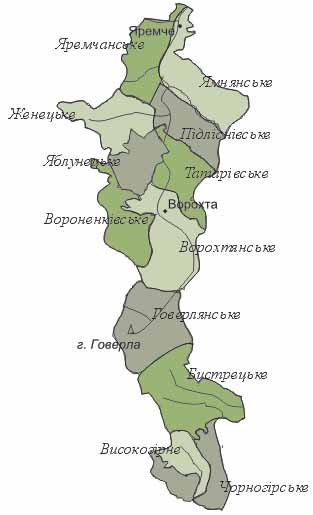 Яремче
Яремчанське
Ямнянське
Женецьке
Підліснівське
Яблунецьке
Татарівське
Ворохта
Вороненківське
Ворохтянське
Говерлянське
г. Говерла
Бистрецьке
Високогірне
Чорногірське